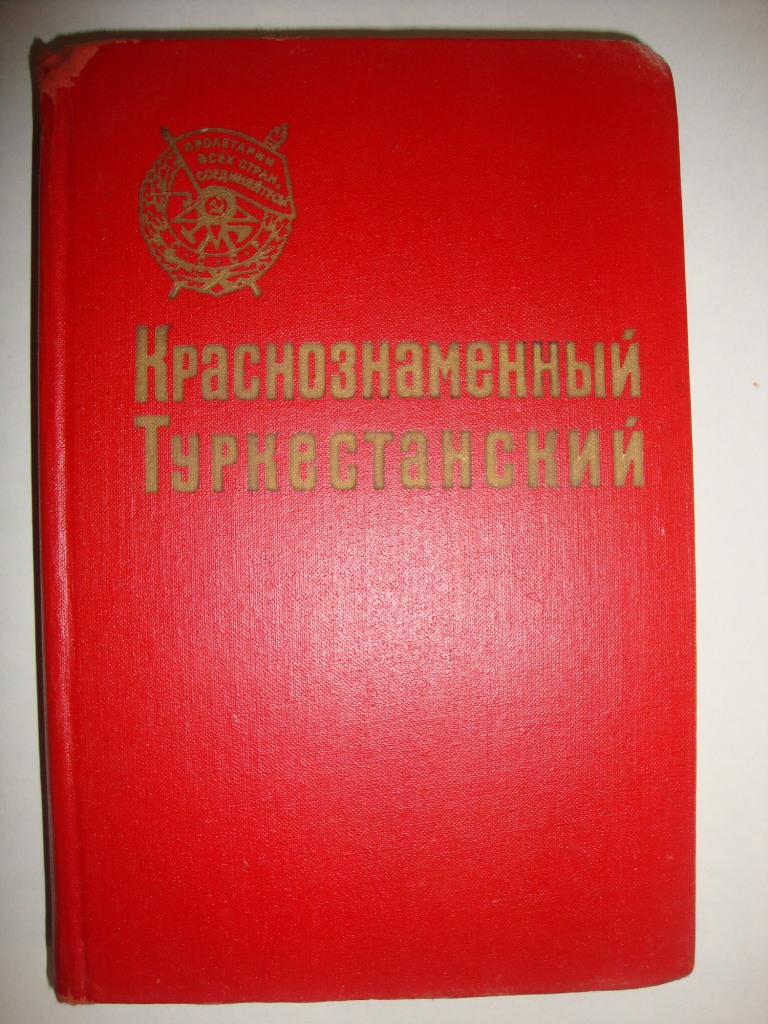 ПРОЛЕТАРИИ
ВСЕХ СТРАН,
СОЕДИНЯЙТЕСЬ
Краснознаменный
Туркестанский